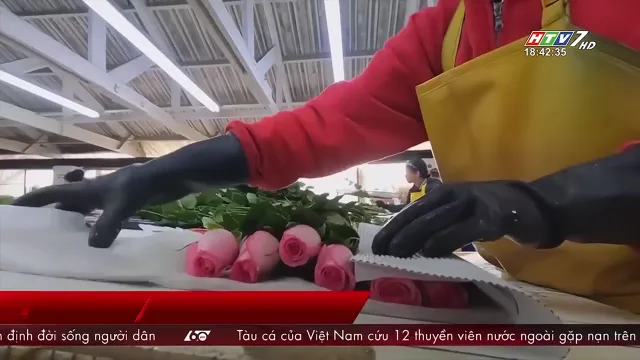 HTV7 HD
18:42:35
định đời sống người dân 60 Tàu cá của Việt Nam cứu 12 thuyền viên nước ngoài gặp nạn trên